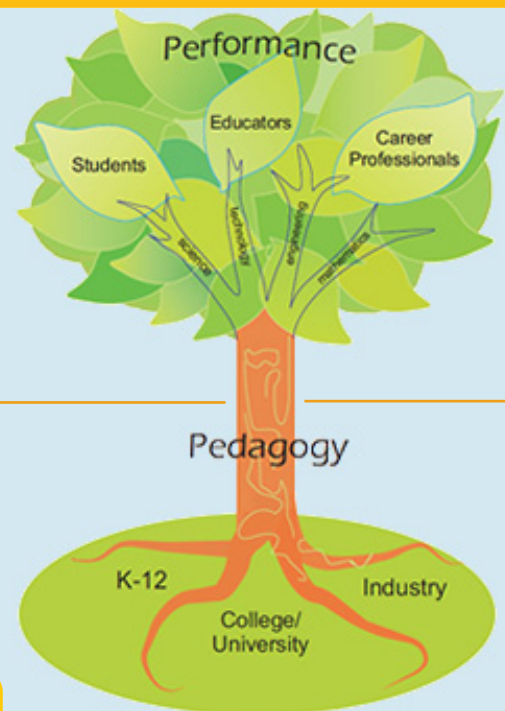 Performance
Educators
Students
Career
Professionals
science
technology
engineering
mathematics
Pedagogy
K-12
Industry
College/
University